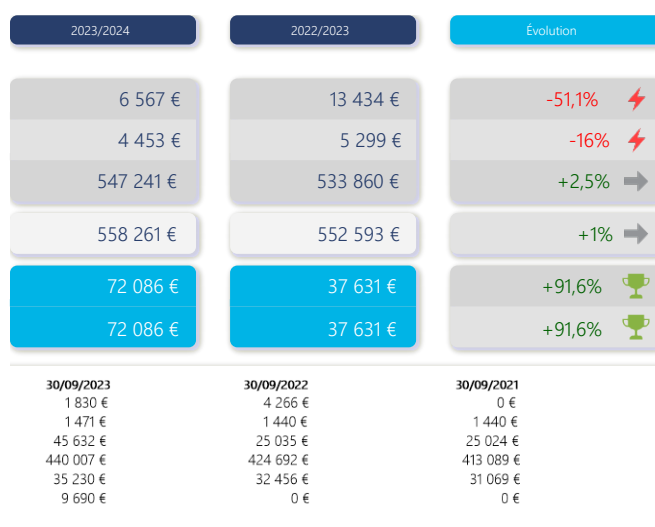 2023/2024 2022/2023 Évolution
6 567 € 13 434 € -51,1%
4 453 € 5 299 € -16%
547 241 € 533 860 € +2,5%
558 261 € 552 593 € +1%
72 086 € 37 631 € +91,6%
72 086 € 37 631 € +91,6%
30/09/2023 30/09/2022 30/09/2021
1 830 € 4 266 € 0 €
1 471 € 1 440 € 1 440 €
45 632 € 25 035 € 25 024 €
440 007 € 424 692 € 413 089 €
35 230 € 32 456 € 31 069 €
9 690 € 0 € 0 €